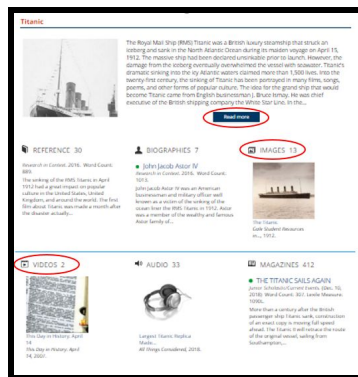 Titanic
The Royal Mail Ship (RMS) Titanic was a British luxury steamship that struck an
iceberg and sank in the North Atlantic Ocean during its maiden voyage on April 15,
1912. The massive ship had been declared unsinkable prior to launch. However, the
damage from the iceberg eventually overwhelmed the vessel with seawater. Titanic's
dramatic sinking into the icy Atlantic waters claimed more than 1,500 lives. Into the
twenty-first century, the sinking of Titanic has been portrayed in many films, songs,
poems, and other forms of popular culture. The idea for the grand ship that would
become Titanic came from English businessman J. Bruce Ismay. He was chief
executive of the British shipping company the White Star Line. In the...
Read more
REFERENCE 30
Research in Context, 2016. Word Count:
889.
The sinking of the RMS Titanic in April
1912 had a great impact on popular
culture in the United States, United
Kingdom, and around the world. The first
film about Titanic was made a month after
the disaster actually...
BIOGRAPHIES 7
John Jacob Astor IV
Research in Context, 2016. Word Count:
1013.
John Jacob Astor IV was an American
businessman and military officer well
known as a victim of the sinking of the
ocean liner the RMS Titanic in 1912. Astor
was a member of the wealthy and famous
Astor family of...
IMAGES 13
The Titanic
Gale Student Resources
in..., 1912.
VIDEOS 2
This Day in History: April
14
This Day in History: April
14, 2007.
AUDIO 33
Largest Titanic Replica
Made...
All Things Considered, 2018.
MAGAZINES 412
THE TITANIC SAILS AGAIN
Junior Scholastic/Current Events, (Dec. 10,
2018). Word Count: 307. Lexile Measure:
1090L.
More than a century after the British
passenger ship Titanic sank, construction
of an exact copy is moving full speed
ahead. The Titanic II will retrace the route
of the original vessel, sailing from
Southampton,...